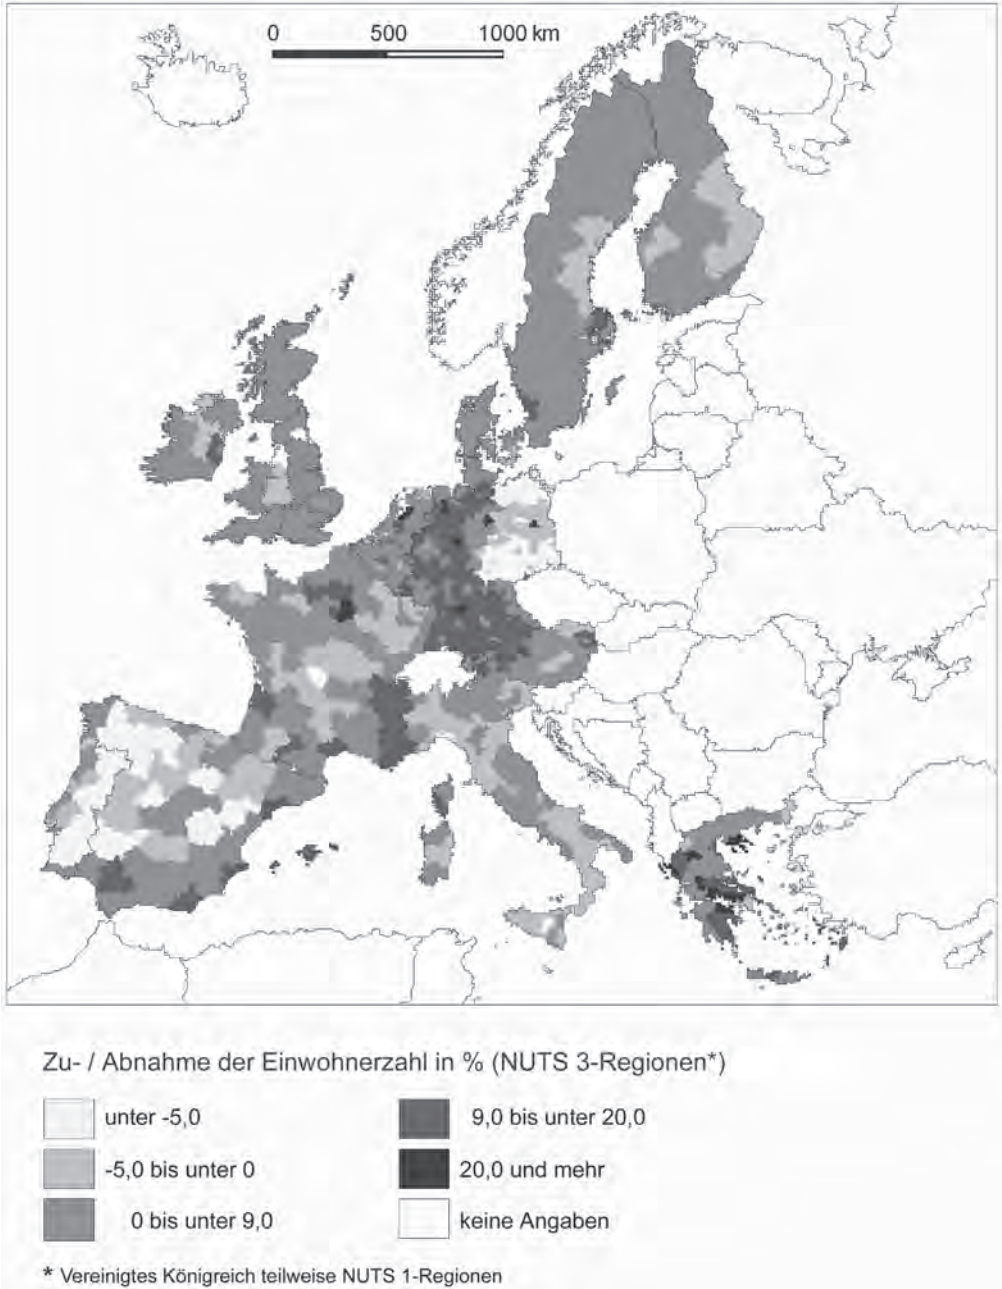 0 500 1000 km
Zu- / Abnahme der Einwohnerzahl in % (NUTS 3-Regionen*)
unter -5,0
-5,0 bis unter 0
0 bis unter 9,0
9,0 bis unter 20,0
20,0 und mehr
keine Angaben
* Vereinigtes Königreich teilweise NUTS 1-Regionen